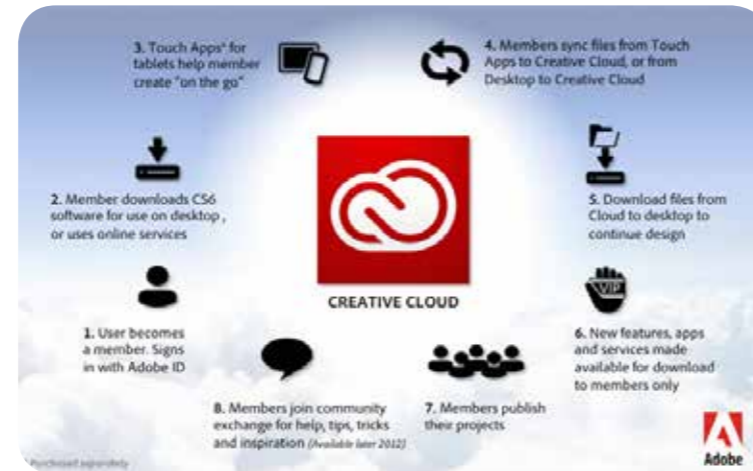 3. Touch Apps* for
tablets help member
create "on the go"
4. Members sync files from Touch
Apps to Creative Cloud, or from
Desktop to Creative Cloud
2. Member downloads CS6
software for use on desktop ,
or uses online services
5. Download files from
Cloud to desktop to
continue design
CREATIVE CLOUD
VIP
1. User becomes
a member. Signs
in with Adobe ID
6. New features, apps
and services made
available for download
to members only
8. Members join community
exchange for help, tips, tricks
and inspiration (Available later 2012)
7. Members publish
their projects
Adobe
* Purchased separately